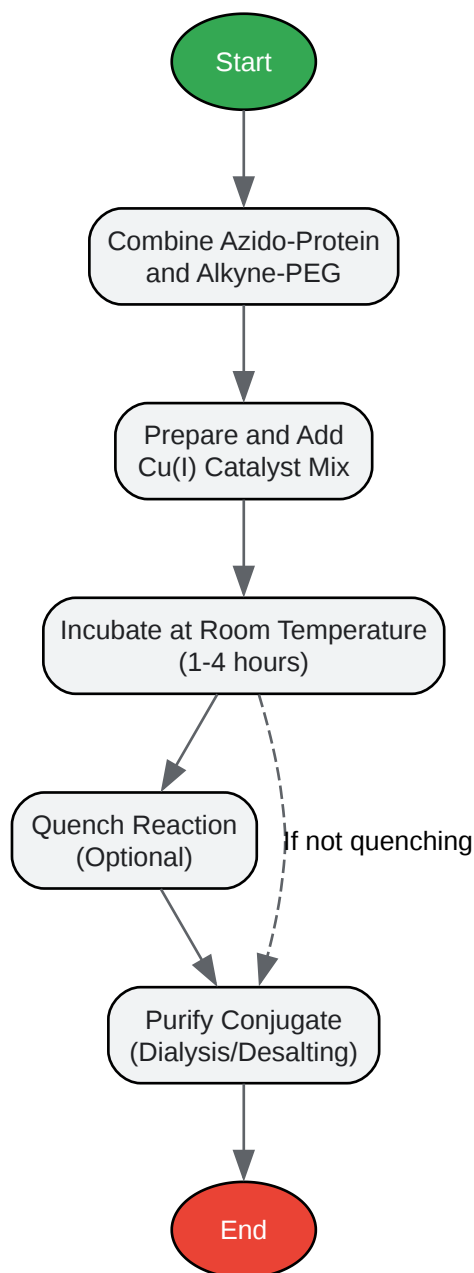 Start
Combine Azido-Protein
and Alkyne-PEG
Prepare and Add
Cu(I) Catalyst Mix
Incubate at Room Temperature
(1-4 hours)
Quench Reaction
(Optional)
If not quenching
Purify Conjugate
(Dialysis/Desalting)
End